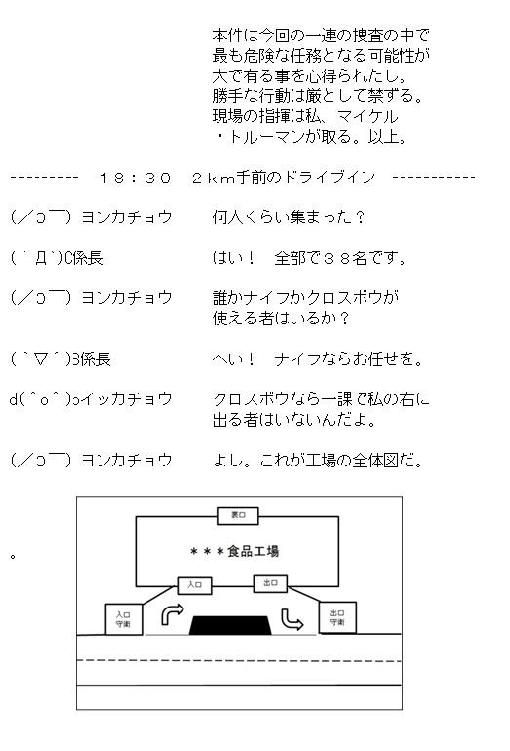 本件は今回の一連の捜査の中で
最も危険な任務となる可能性が
大で有る事を心得られたし。
勝手な行動は厳として禁ずる。
現場の指揮は私、マイケル
・トルーマンが取る。以上。
--------- １８：３０ ２ｋｍ手前のドライブイン -----------
(／Ｏ￣) ヨンカチョウ 何人くらい集まった？
(｀Д´)C係長 はい！ 全部で３８名です。
(／Ｏ￣) ヨンカチョウ 誰かナイフかクロスボウが
使える者はいるか？
(｀▽´)B係長 へい！ ナイフならお任せを。
d(＾o＾)bイッカチョウ クロスボウなら一課で私の右に
出る者はいないんだよ。
(／Ｏ￣) ヨンカチョウ よし。これが工場の全体図だ。
裏口
＊＊＊食品工場
入口 出口
入口
守衛
出口
守衛
。